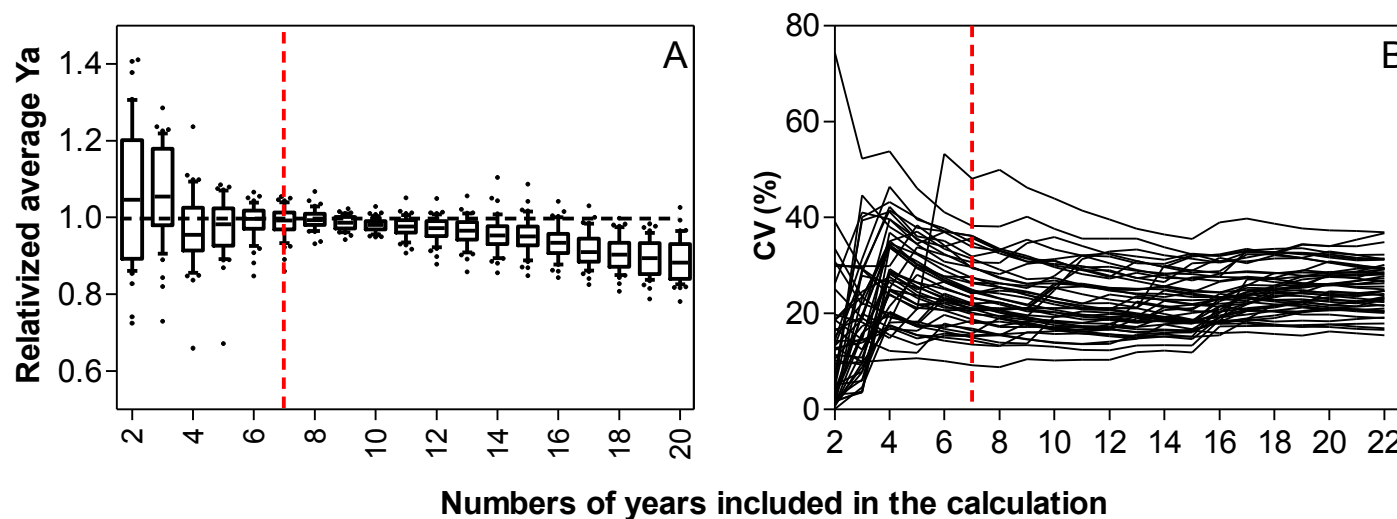 Relativized average Ya
1.4
1.2
1.0
0.8
0.6
A
2 4 6 8 10 12 14 16 18 20
CV (%)
80
60
40
20
0
B
2 4 6 8 10 12 14 16 18 20 22
Numbers of years included in the calculation